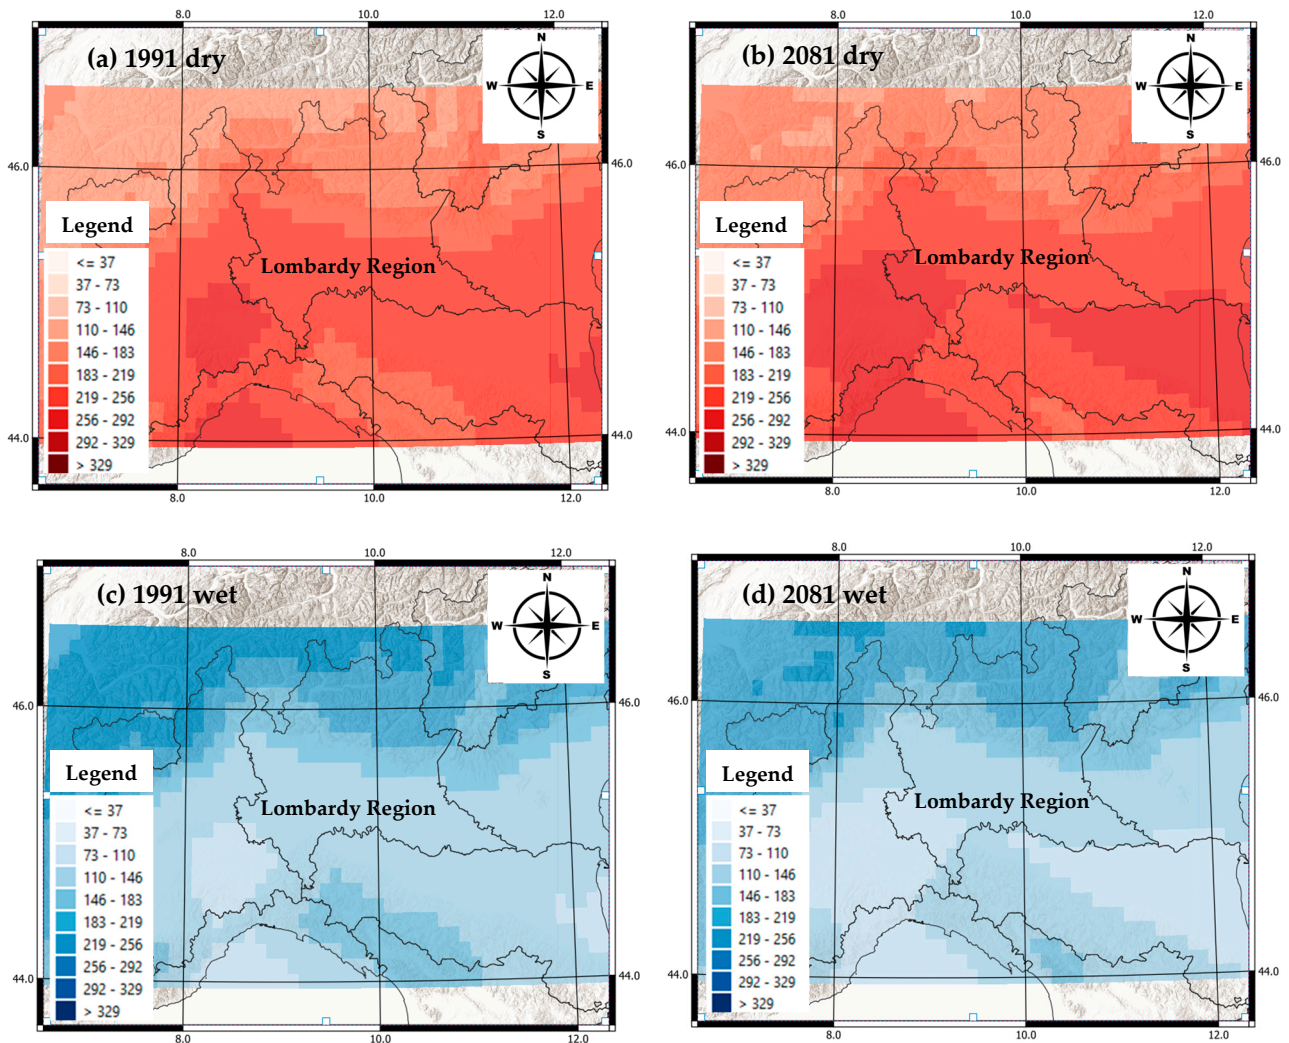 8.0 10.0 12.0
(a) 1991 dry
N
W E
S
46.0 46.0
Legend
<= 37
37 - 73
73 - 110
110 - 146
146 - 183
183 - 219
219 - 256
256 - 292
292 - 329
> 329
Lombardy Region
44.0 44.0
8.0 10.0 12.0
8.0 10.0 12.0
(b) 2081 dry
N
W E
S
46.0 46.0
Legend
<= 37
37 - 73
73 - 110
110 - 146
146 - 183
183 - 219
219 - 256
256 - 292
292 - 329
> 329
Lombardy Region
44.0 44.0
8.0 10.0 12.0
8.0 10.0 12.0
(c) 1991 wet
N
W E
S
46.0 46.0
Legend
<= 37
37 - 73
73 - 110
110 - 146
146 - 183
183 - 219
219 - 256
256 - 292
292 - 329
> 329
Lombardy Region
44.0 44.0
8.0 10.0 12.0
8.0 10.0 12.0
(d) 2081 wet
N
W E
S
46.0 46.0
Legend
<= 37
37 - 73
73 - 110
110 - 146
146 - 183
183 - 219
219 - 256
256 - 292
292 - 329
> 329
Lombardy Region
44.0 44.0
8.0 10.0 12.0